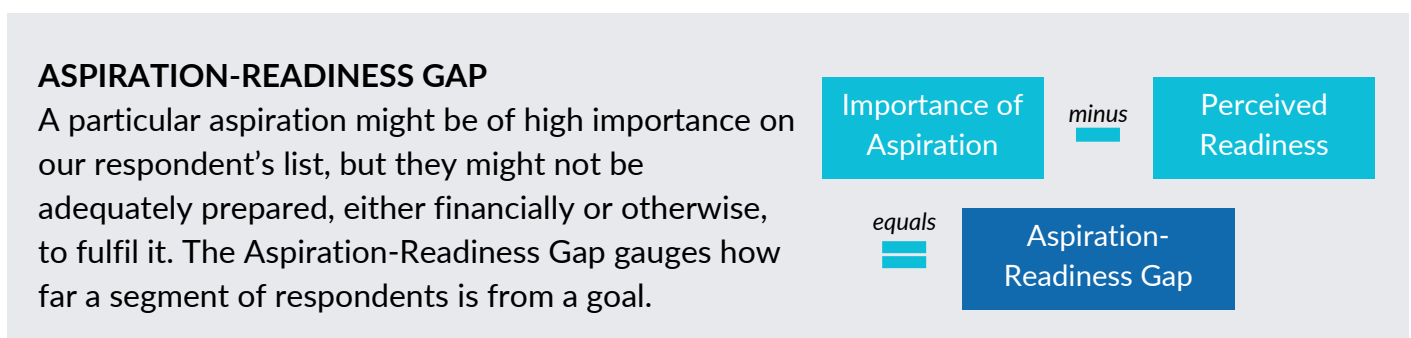 ASPIRATION-READINESS GAP
A particular aspiration might be of high importance on
our respondent’s list, but they might not be
adequately prepared, either financially or otherwise,
to fulfil it. The Aspiration-Readiness Gap gauges how
far a segment of respondents is from a goal.
Importance of
Aspiration
minus
Perceived
Readiness
equals
Aspiration-
Readiness Gap